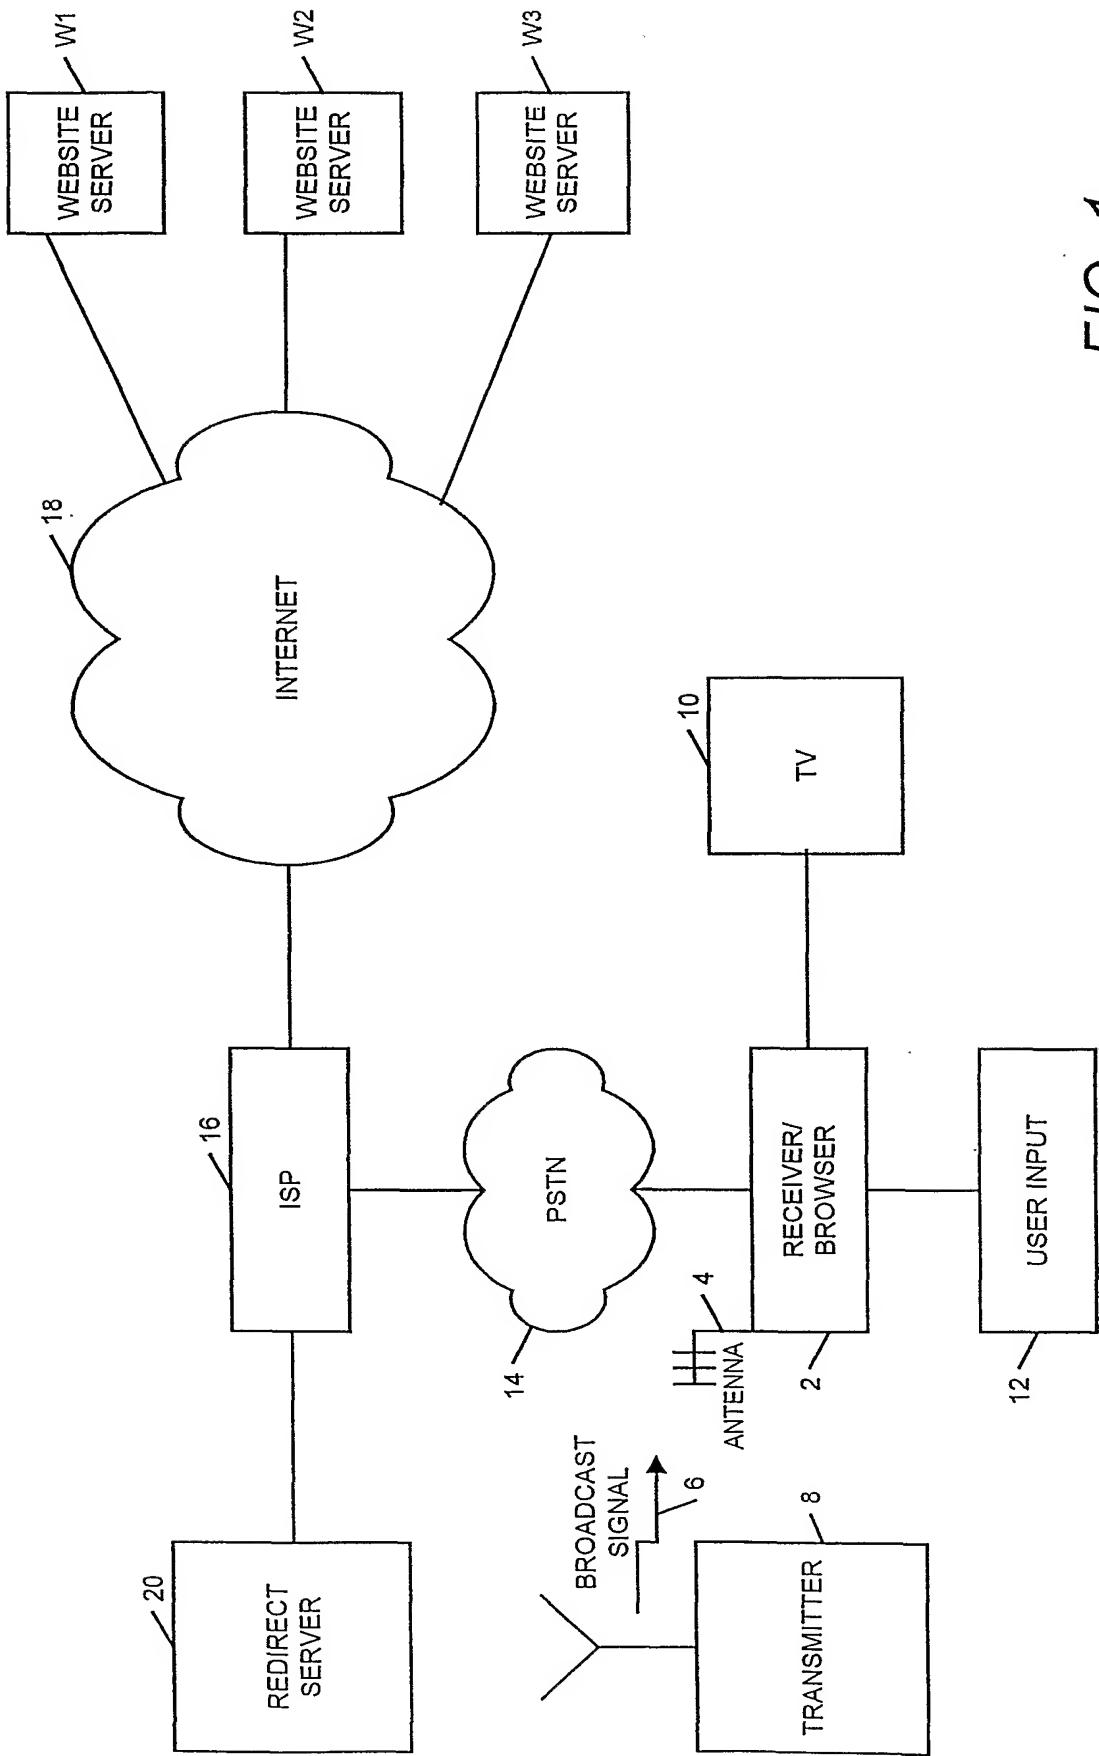 20
REDIRECT
SERVER
16
ISP
18
INTERNET
WEBSITE
SERVER
W1
WEBSITE
SERVER
W2
WEBSITE
SERVER
W3
14
PSTN
BROADCAST
SIGNAL
6
TRANSMITTER
8
ANTENNA
4
RECEIVER/
BROWSER
2
10
TV
USER INPUT
12